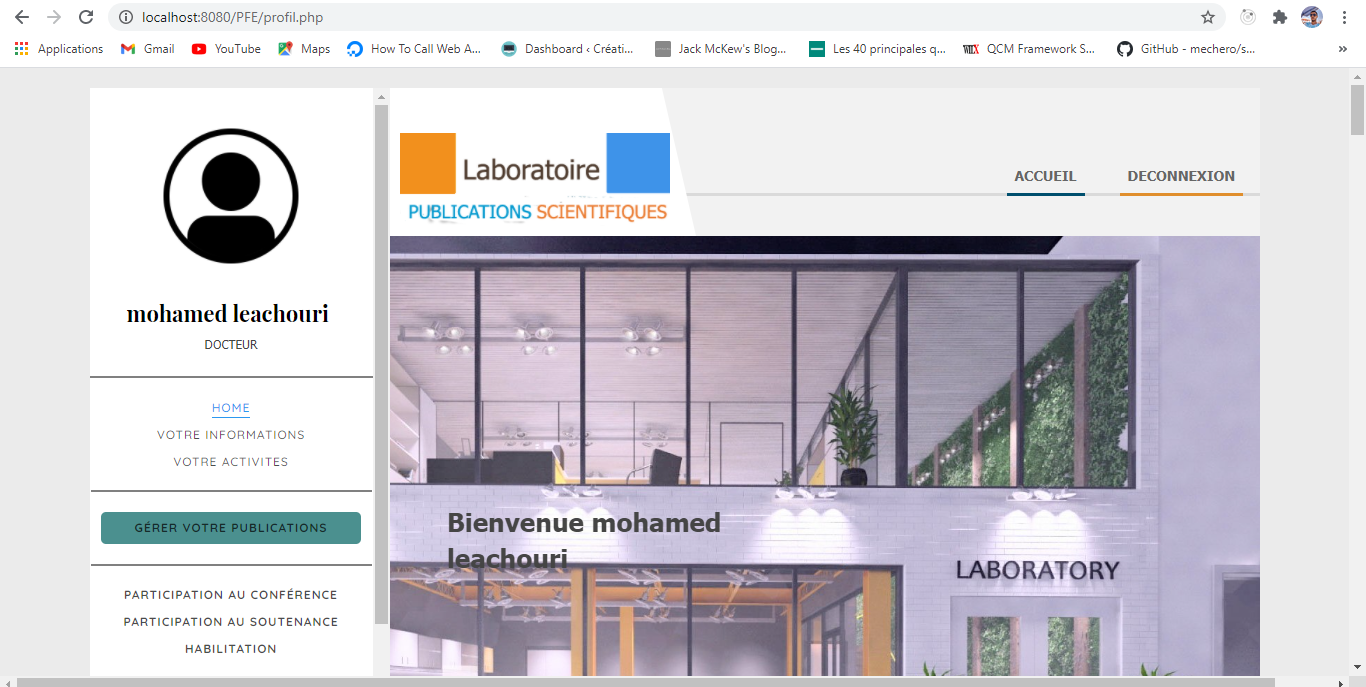 localhost:8080/PFE/profil.php
Applications
Gmail
YouTube
Maps
How To Call Web A...
Dashboard ‹ Créati...
Jack McKew's Blog...
Les 40 principales q...
QCM Framework S...
GitHub - mechero/s...
»
mohamed leachouri
DOCTEUR
HOME
VOTRE INFORMATIONS
VOTRE ACTIVITES
GÉRER VOTRE PUBLICATIONS
PARTICIPATION AU CONFÉRENCE
PARTICIPATION AU SOUTENANCE
HABILITATION
Laboratoire
PUBLICATIONS SCIENTIFIQUES
ACCUEIL
DECONNEXION
Bienvenue mohamed
leachouri
LABORATORY